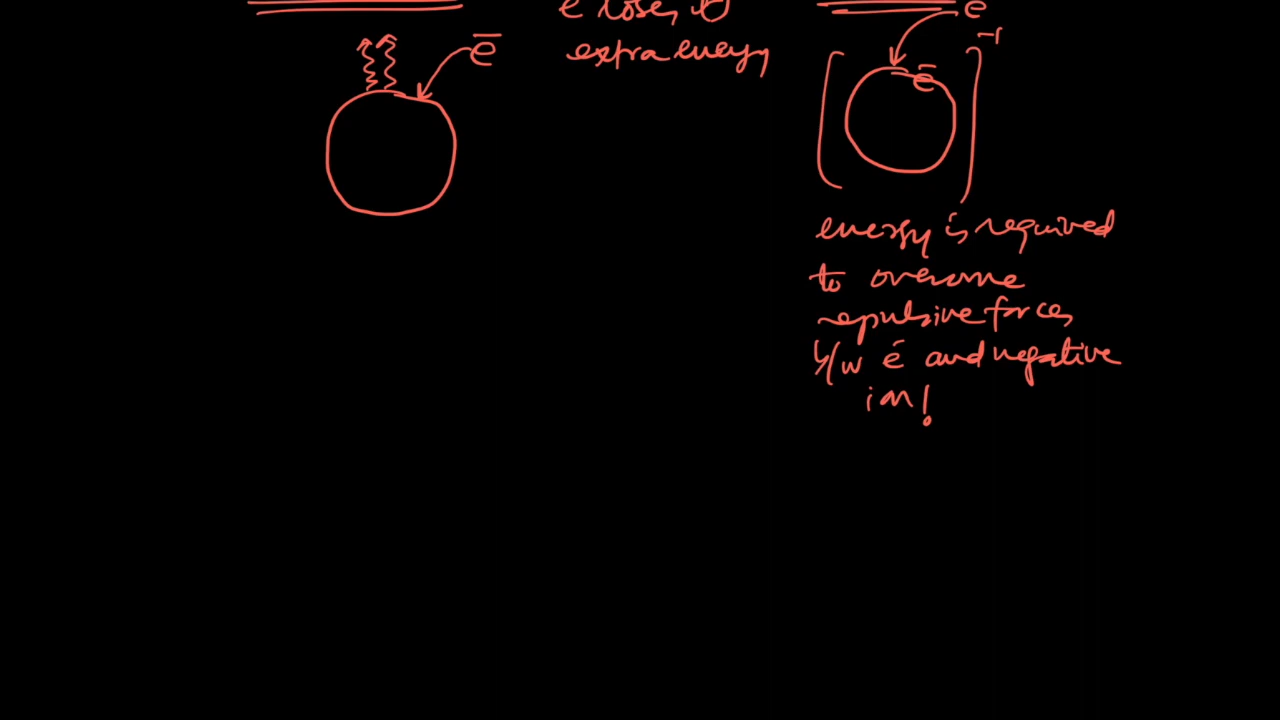 e loses its
extra energy
e
-1
e̅
e̅
energy is required
to overcome
repulsive forces
b/w e̅ and negative
ion!